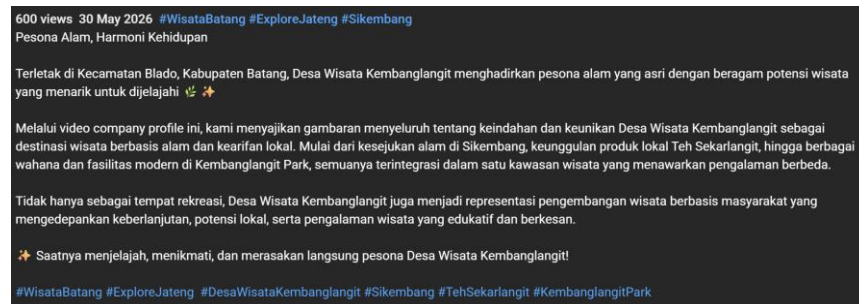 600 views 30 May 2026 #WisataBatang #ExploreJateng #Sikembang
Pesona Alam, Harmoni Kehidupan
Terletak di Kecamatan Blado, Kabupaten Batang, Desa Wisata Kembanglangit menghadirkan pesona alam yang asri dengan beragam potensi wisata
yang menarik untuk dijelajahi 🌿 ✨
Melalui video company profile ini, kami menyajikan gambaran menyeluruh tentang keindahan dan keunikan Desa Wisata Kembanglangit sebagai
destinasi wisata berbasis alam dan kearifan lokal. Mulai dari kesejukan alam di Sikembang, keunggulan produk lokal Teh Sekarlangit, hingga berbagai
wahana dan fasilitas modern di Kembanglangit Park, semuanya terintegrasi dalam satu kawasan wisata yang menawarkan pengalaman berbeda.
Tidak hanya sebagai tempat rekreasi, Desa Wisata Kembanglangit juga menjadi representasi pengembangan wisata berbasis masyarakat yang
mengedepankan keberlanjutan, potensi lokal, serta pengalaman wisata yang edukatif dan berkesan.
✨ Saatnya menjelajah, menikmati, dan merasakan langsung pesona Desa Wisata Kembanglangit!
#WisataBatang #ExploreJateng #DesaWisataKembanglangit #Sikembang #TehSekarlangit #KembanglangitPark